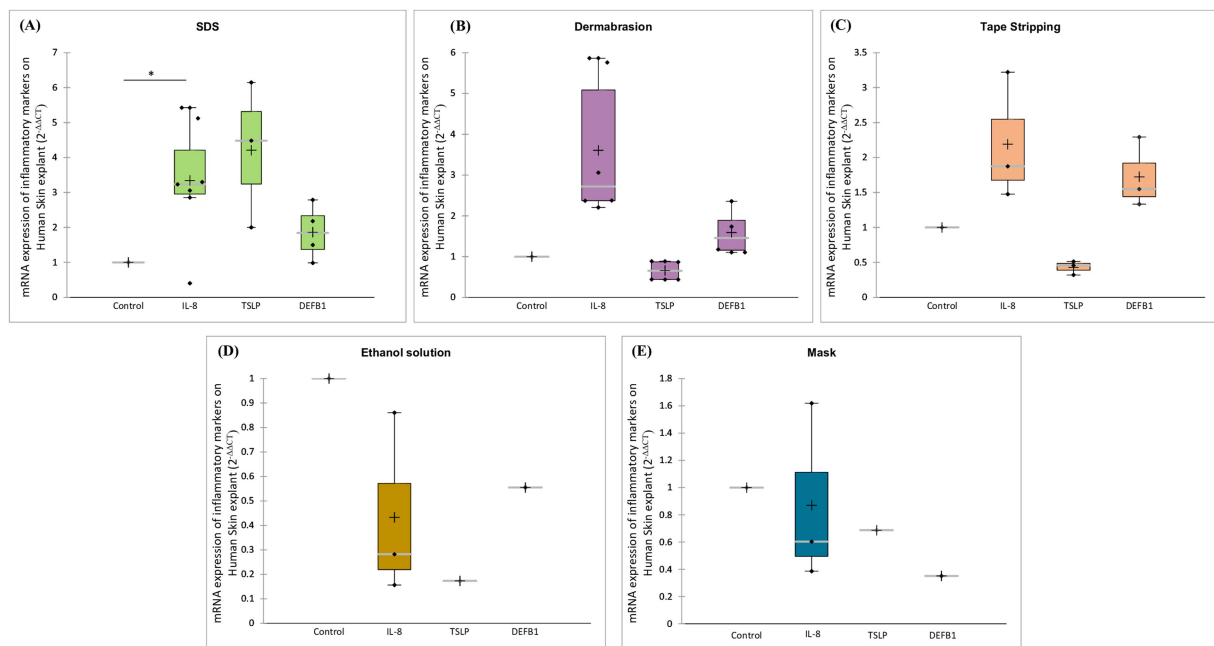 (A)
SDS
mRNA expression of inflammatory markers on
Human Skin explant (2-ΔΔCT)
7
6
5
4
3
2
1
0
*
Control
IL-8
TSLP
DEFB1
(B)
Dermabrasion
mRNA expression of inflammatory markers on
Human Skin explant (2-ΔΔCT)
6
5
4
3
2
1
0
Control
IL-8
TSLP
DEFB1
(C)
Tape Stripping
mRNA expression of inflammatory markers on
Human Skin explant (2-ΔΔCT)
3.5
3
2.5
2
1.5
1
0.5
0
Control
IL-8
TSLP
DEFB1
(D)
Ethanol solution
mRNA expression of inflammatory markers on
Human Skin explant (2-ΔΔCT)
1
0.9
0.8
0.7
0.6
0.5
0.4
0.3
0.2
0.1
0
Control
IL-8
TSLP
DEFB1
(E)
Mask
mRNA expression of inflammatory markers on
Human Skin explant (2-ΔΔCT)
1.8
1.6
1.4
1.2
1
0.8
0.6
0.4
0.2
0
Control
IL-8
TSLP
DEFB1